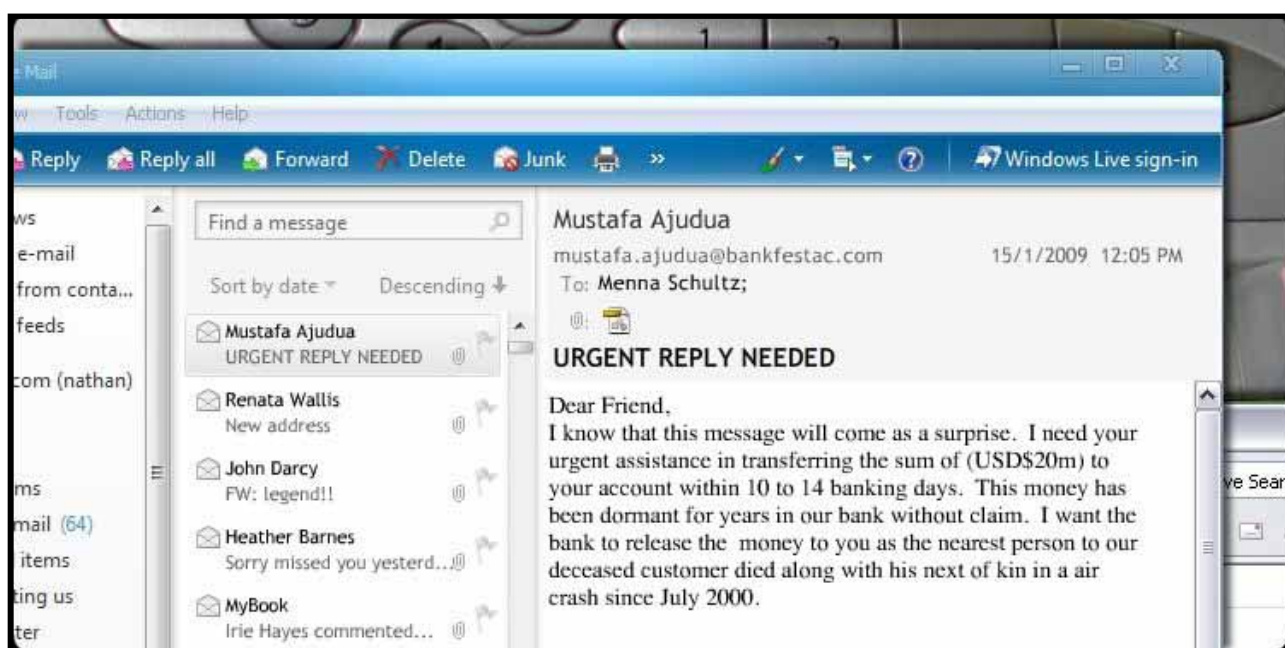 1 2
e Mail
w Tools Actions Help
Reply Reply all Forward Delete Junk » Windows Live sign-in
ws
e-mail
from conta...
feeds
com (nathan)
ms
mail (64)
items
ting us
ter
Find a message
Sort by date Descending
Mustafa Ajudua
URGENT REPLY NEEDED
Renata Wallis
New address
John Darcy
FW: legend!!
Heather Barnes
Sorry missed you yesterd...
MyBook
Irie Hayes commented...
Mustafa Ajudua
mustafa.ajudua@bankfestac.com 15/1/2009 12:05 PM
To: Menna Schultz;
URGENT REPLY NEEDED
Dear Friend,
I know that this message will come as a surprise. I need your
urgent assistance in transferring the sum of (USD$20m) to
your account within 10 to 14 banking days. This money has
been dormant for years in our bank without claim. I want the
bank to release the money to you as the nearest person to our
deceased customer died along with his next of kin in a air
crash since July 2000.
ve Sear